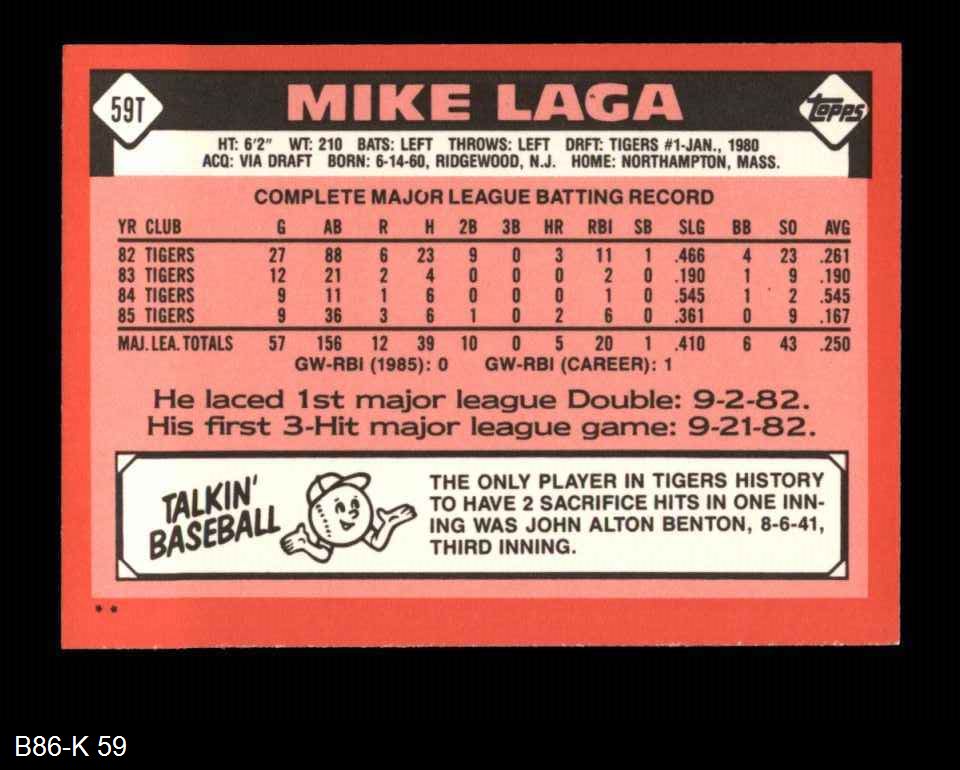 59T
MIKE LAGA
TOPPS
HT: 6'2" WT: 210 BATS: LEFT THROWS: LEFT DRFT: TIGERS #1-JAN., 1980
ACQ: VIA DRAFT BORN: 6-14-60, RIDGEWOOD, N.J. HOME: NORTHAMPTON, MASS.
COMPLETE MAJOR LEAGUE BATTING RECORD
YR CLUB G AB R H 2B 3B HR RBI SB SLG BB SO AVG
82 TIGERS 27 88 6 23 9 0 3 11 1 .466 4 23 .261
83 TIGERS 12 21 2 4 0 0 0 2 0 .190 1 9 .190
84 TIGERS 9 11 1 6 0 0 0 1 0 .545 1 2 .545
85 TIGERS 9 36 3 6 1 0 2 6 0 .361 0 9 .167
MAJ. LEA. TOTALS 57 156 12 39 10 0 5 20 1 .410 6 43 .250
GW-RBI (1985): 0 GW-RBI (CAREER): 1
He laced 1st major league Double: 9-2-82.
His first 3-Hit major league game: 9-21-82.
TALKIN'
BASEBALL
THE ONLY PLAYER IN TIGERS HISTORY
TO HAVE 2 SACRIFICE HITS IN ONE INN-
ING WAS JOHN ALTON BENTON, 8-6-41,
THIRD INNING.
* *
B86-K 59